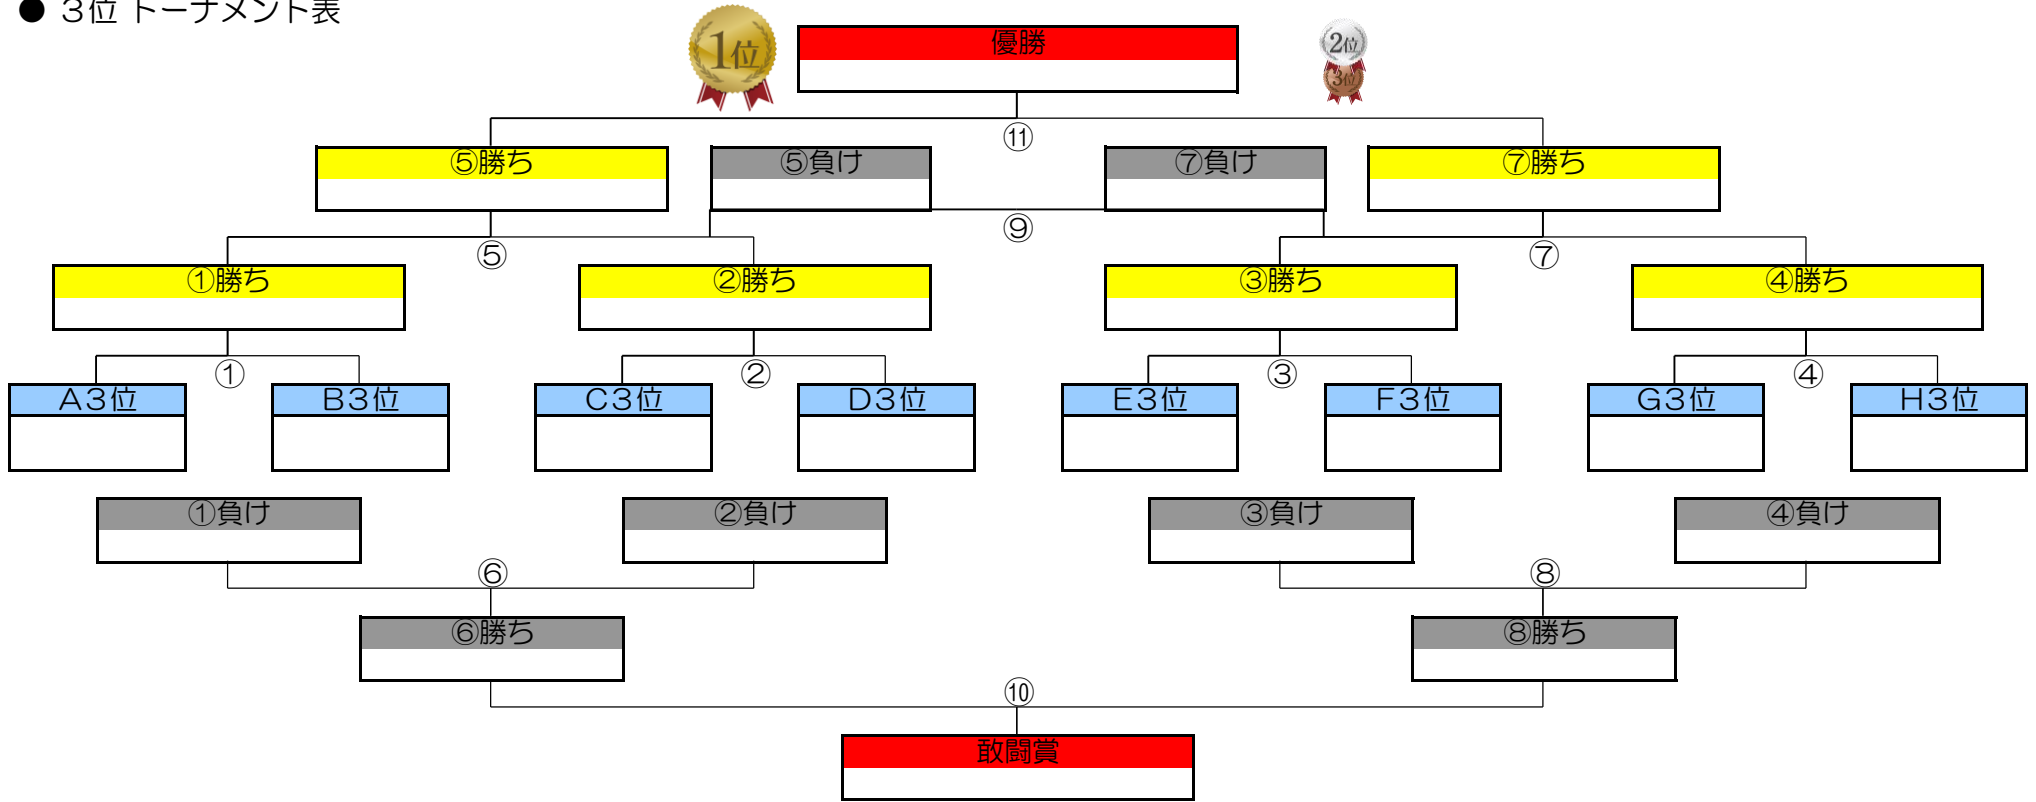 ● 3位 トーナメント表
1位
優勝
2位
3位
⑪
⑤勝ち
⑤負け
⑦負け
⑦勝ち
⑨
⑤
⑦
①勝ち
②勝ち
③勝ち
④勝ち
①
②
③
④
A3位
B3位
C3位
D3位
E3位
F3位
G3位
H3位
①負け
②負け
③負け
④負け
⑥
⑧
⑥勝ち
⑧勝ち
⑩
敢闘賞